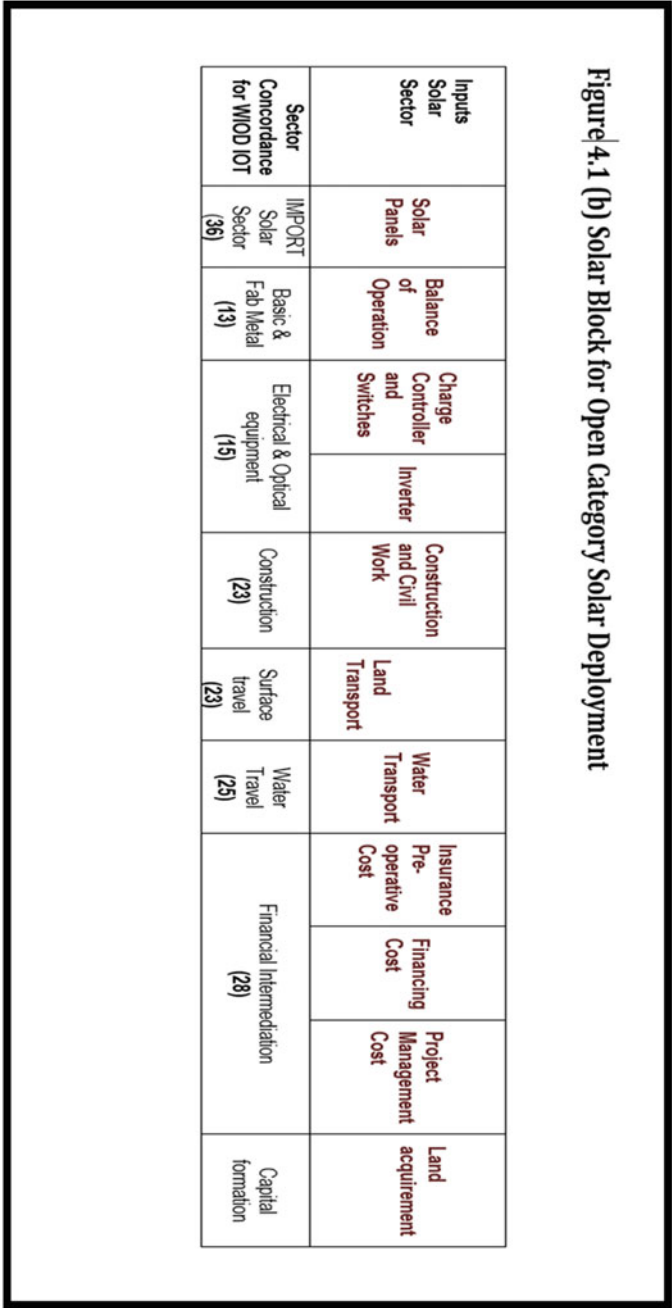 Figure 4.1 (b) Solar Block for Open Category Solar Deployment
Inputs
Solar
Sector
Solar
Panels
Balance
of
Operation
Charge
Controller
and
Switches
Inverter
Construction
and Civil
Work
Land
Transport
Water
Transport
Insurance
Pre-
operative
Cost
Financing
Cost
Project
Management
Cost
Land
acquirement
Sector
Concordance
for WIOD IOT
IMPORT
Solar
Sector
(36)
Basic &
Fab Metal
(13)
Electrical & Optical
equipment
(15)
Construction
(23)
Surface
travel
(23)
Water
Travel
(25)
Financial Intermediation
(28)
Capital
formation